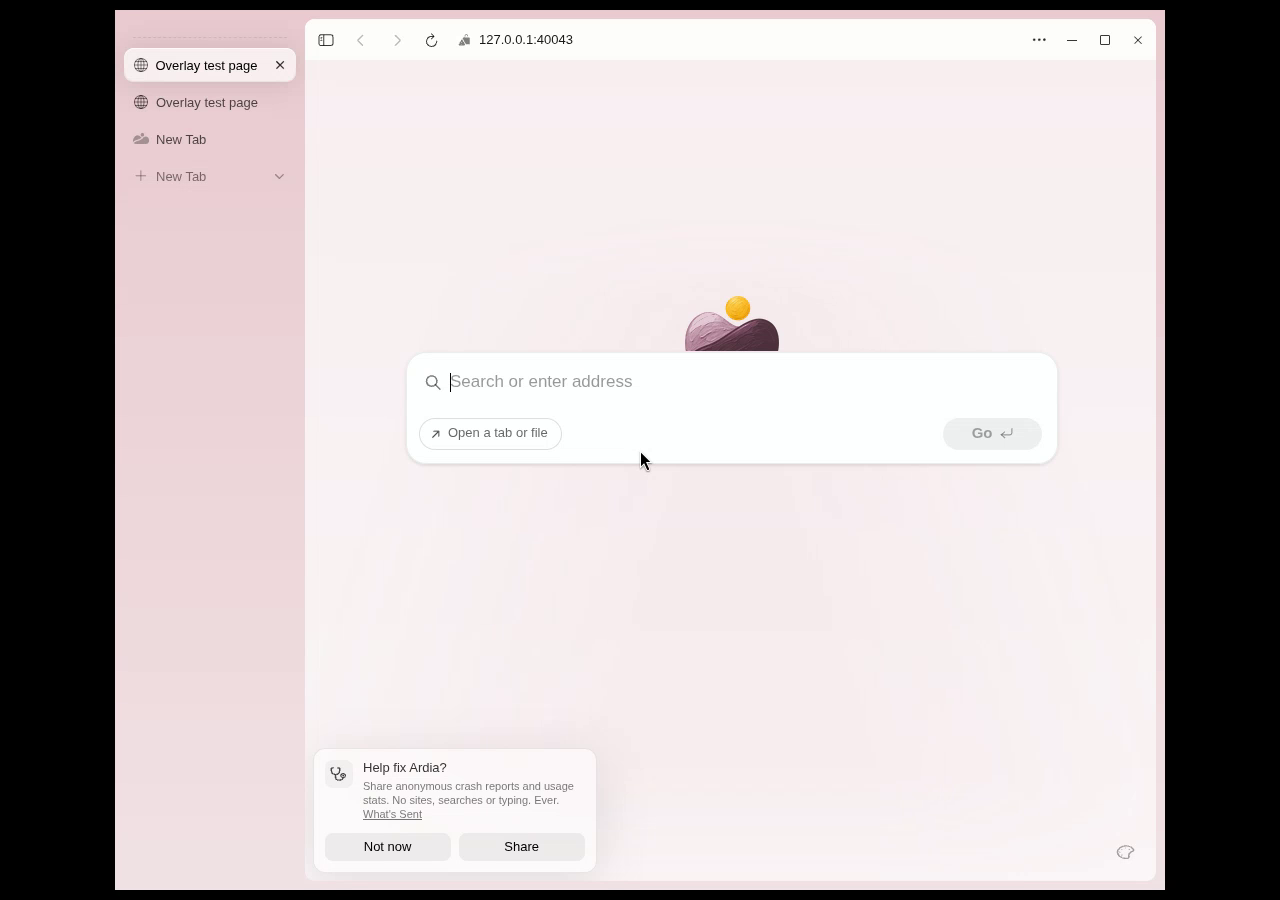 Overlay test page
Overlay test page
New Tab
New Tab
127.0.0.1:40043
Search or enter address
Open a tab or file
Go
Help fix Ardia?
Share anonymous crash reports and usage
stats. No sites, searches or typing. Ever.
What's Sent
Not now
Share